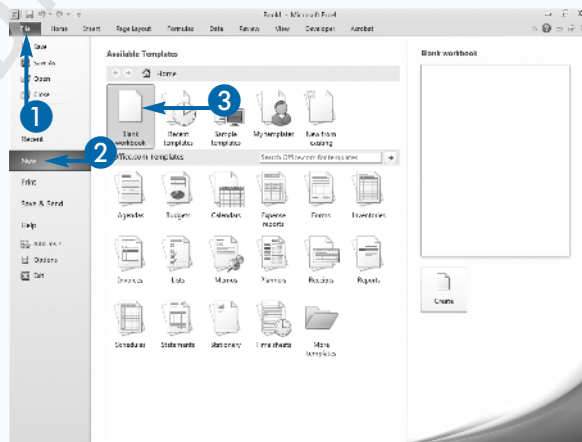 Book1 - Microsoft Excel
File Home Insert Page Layout Formulas Data Review View Developer Acrobat
Save
Save As
Open
Close
1
Recent
New
2
Print
Save & Send
Help
Add-Ins
Options
Exit
Available Templates
Home
3
Blank workbook
Recent templates
Sample templates
My templates
New from existing
Office.com Templates
Search Office.com for templates
Agendas Budgets Calendars Expense reports Forms Inventories
Invoices Lists Memos Planners Receipts Reports
Schedules Statements Stationery Time sheets More templates
Blank workbook
Create